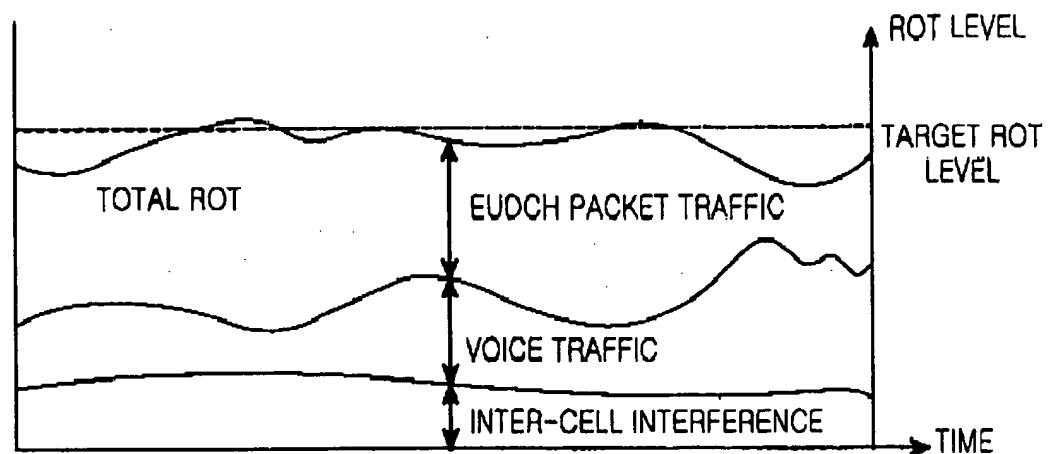 ROT LEVEL
TARGET ROT
LEVEL
TOTAL ROT
EUDCH PACKET TRAFFIC
VOICE TRAFFIC
INTER-CELL INTERFERENCE
TIME